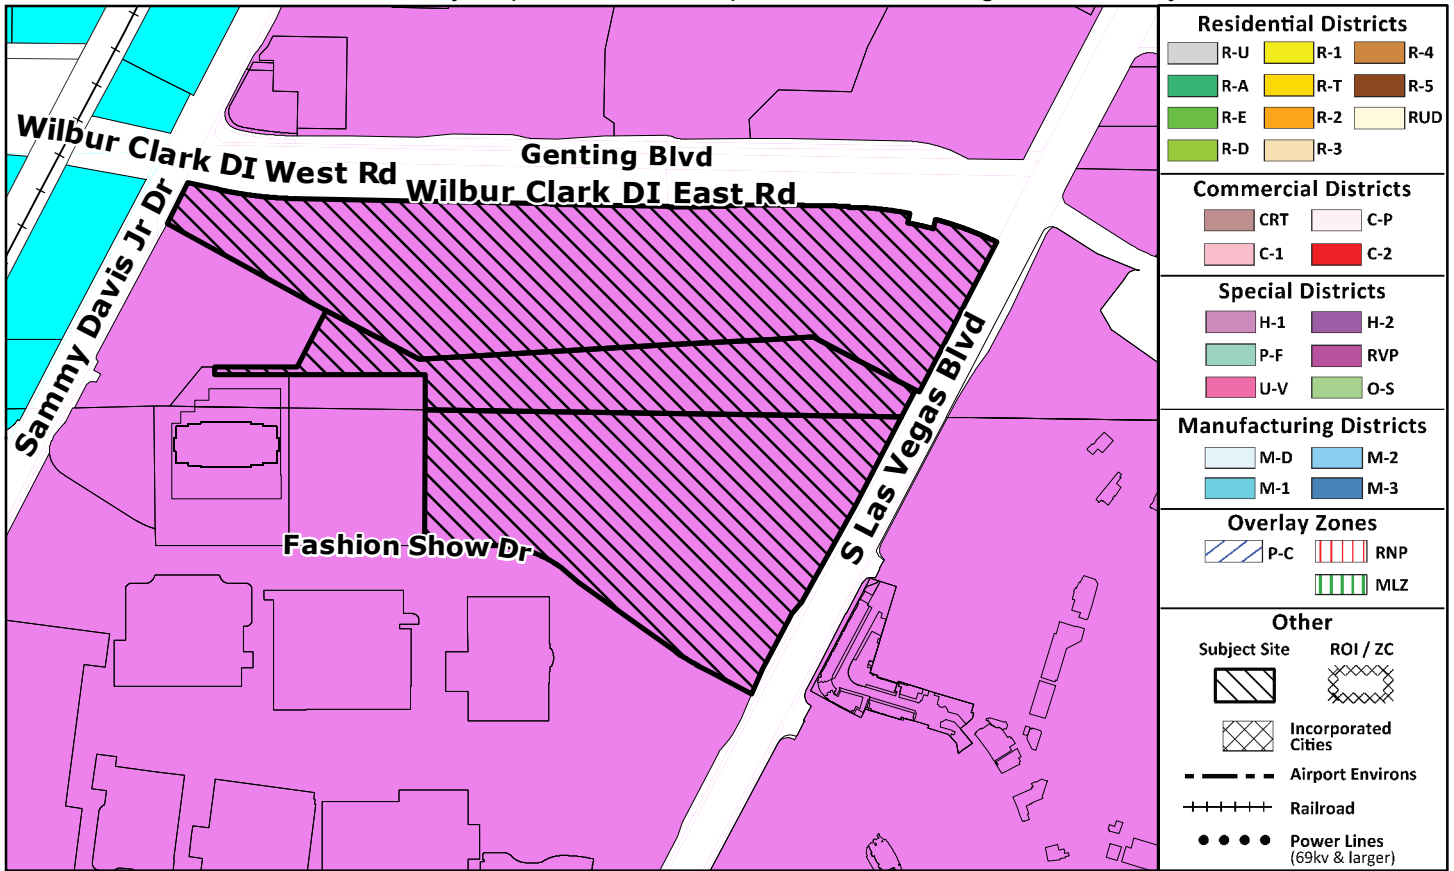 Wilbur Clark DI West Rd
Genting Blvd
Wilbur Clark DI East Rd
Sammy Davis Jr Dr
S Las Vegas Blvd
Fashion Show Dr
Residential Districts
R-U R-1 R-4
R-A R-T R-5
R-E R-2 RUD
R-D R-3
Commercial Districts
CRT C-P
C-1 C-2
Special Districts
H-1 H-2
P-F RVP
U-V O-S
Manufacturing Districts
M-D M-2
M-1 M-3
Overlay Zones
P-C RNP
MLZ
Other
Subject Site ROI / ZC
Incorporated
Cities
Airport Environs
Railroad
Power Lines
(69kv & larger)